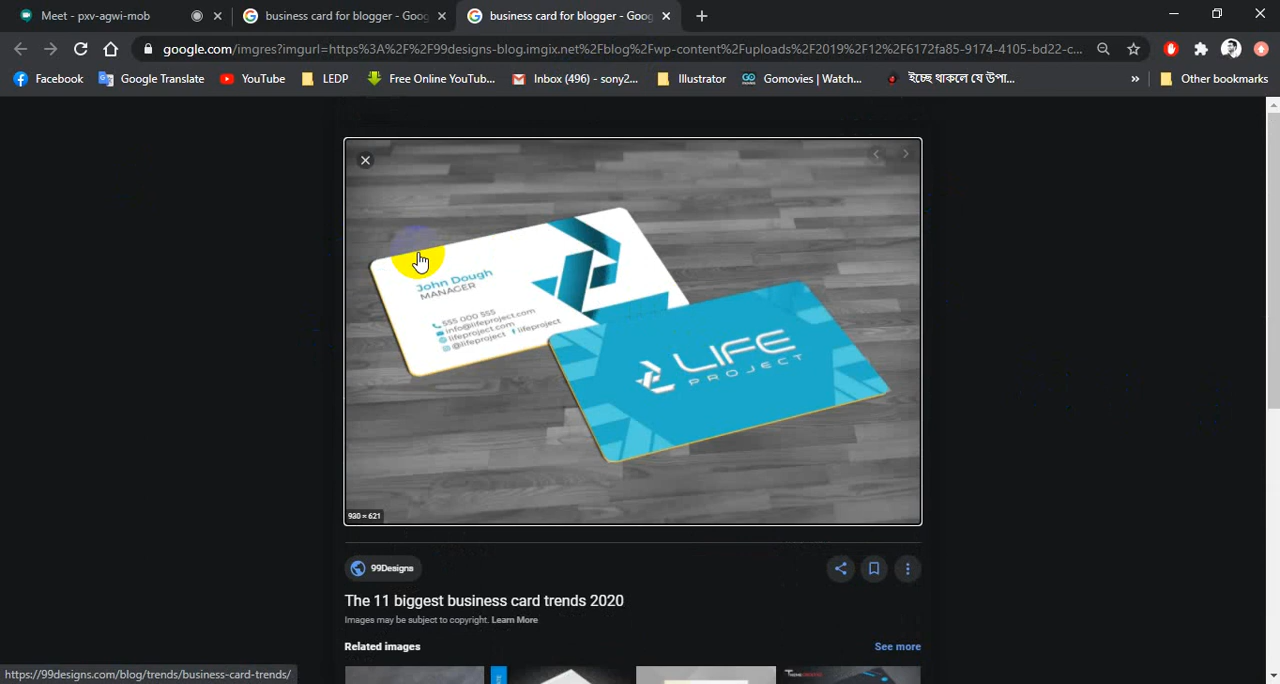 Meet - pxv-agwi-mob
business card for blogger - Goog
business card for blogger - Goog
google.com/imgres?imgurl=https%3A%2F%2F99designs-blog.imgix.net%2Fblog%2Fwp-content%2Fuploads%2F2019%2F12%2F6172fa85-9174-4105-bd22-c...
Facebook
Google Translate
YouTube
LEDP
Free Online YouTub...
Inbox (496) - sony2...
Illustrator
Gomovies | Watch...
ইচ্ছে থাকলে যে উপা...
»
Other bookmarks
John Dough
MANAGER
555 000 555
info@lifeproject.com
lifeproject.com
lifeproject
@lifeproject
LIFE
PROJECT
930 × 621
99Designs
The 11 biggest business card trends 2020
Images may be subject to copyright. Learn More
Related images
See more
https://99designs.com/blog/trends/business-card-trends/